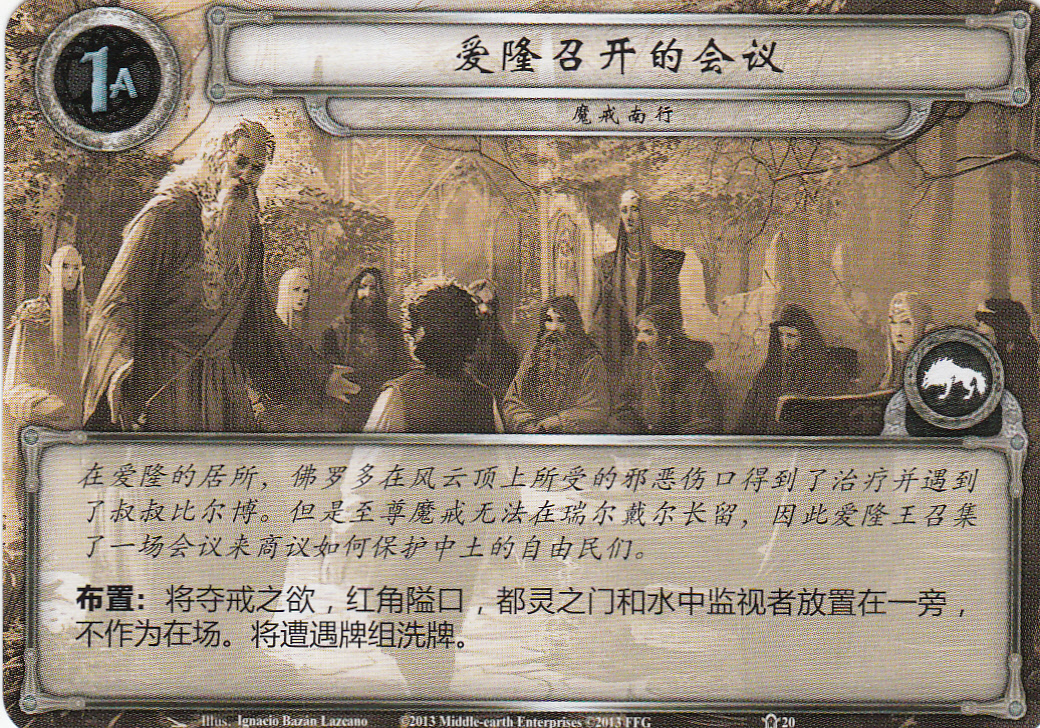 1A
爱隆召开的会议
魔戒南行
在爱隆的居所，佛罗多在风云顶上所受的邪恶伤口得到了治疗并遇到
了叔叔比尔博。但是至尊魔戒无法在瑞尔戴尔长留，因此爱隆王召集
了一场会议来商议如何保护中土的自由民们。
布置：将夺戒之欲，红角隘口，都灵之门和水中监视者放置在一旁，
不作为在场。将遭遇牌组洗牌。
Illus. Ignacio Bazán Lazcano ©2013 Middle-earth Enterprises ©2013 FFG 20